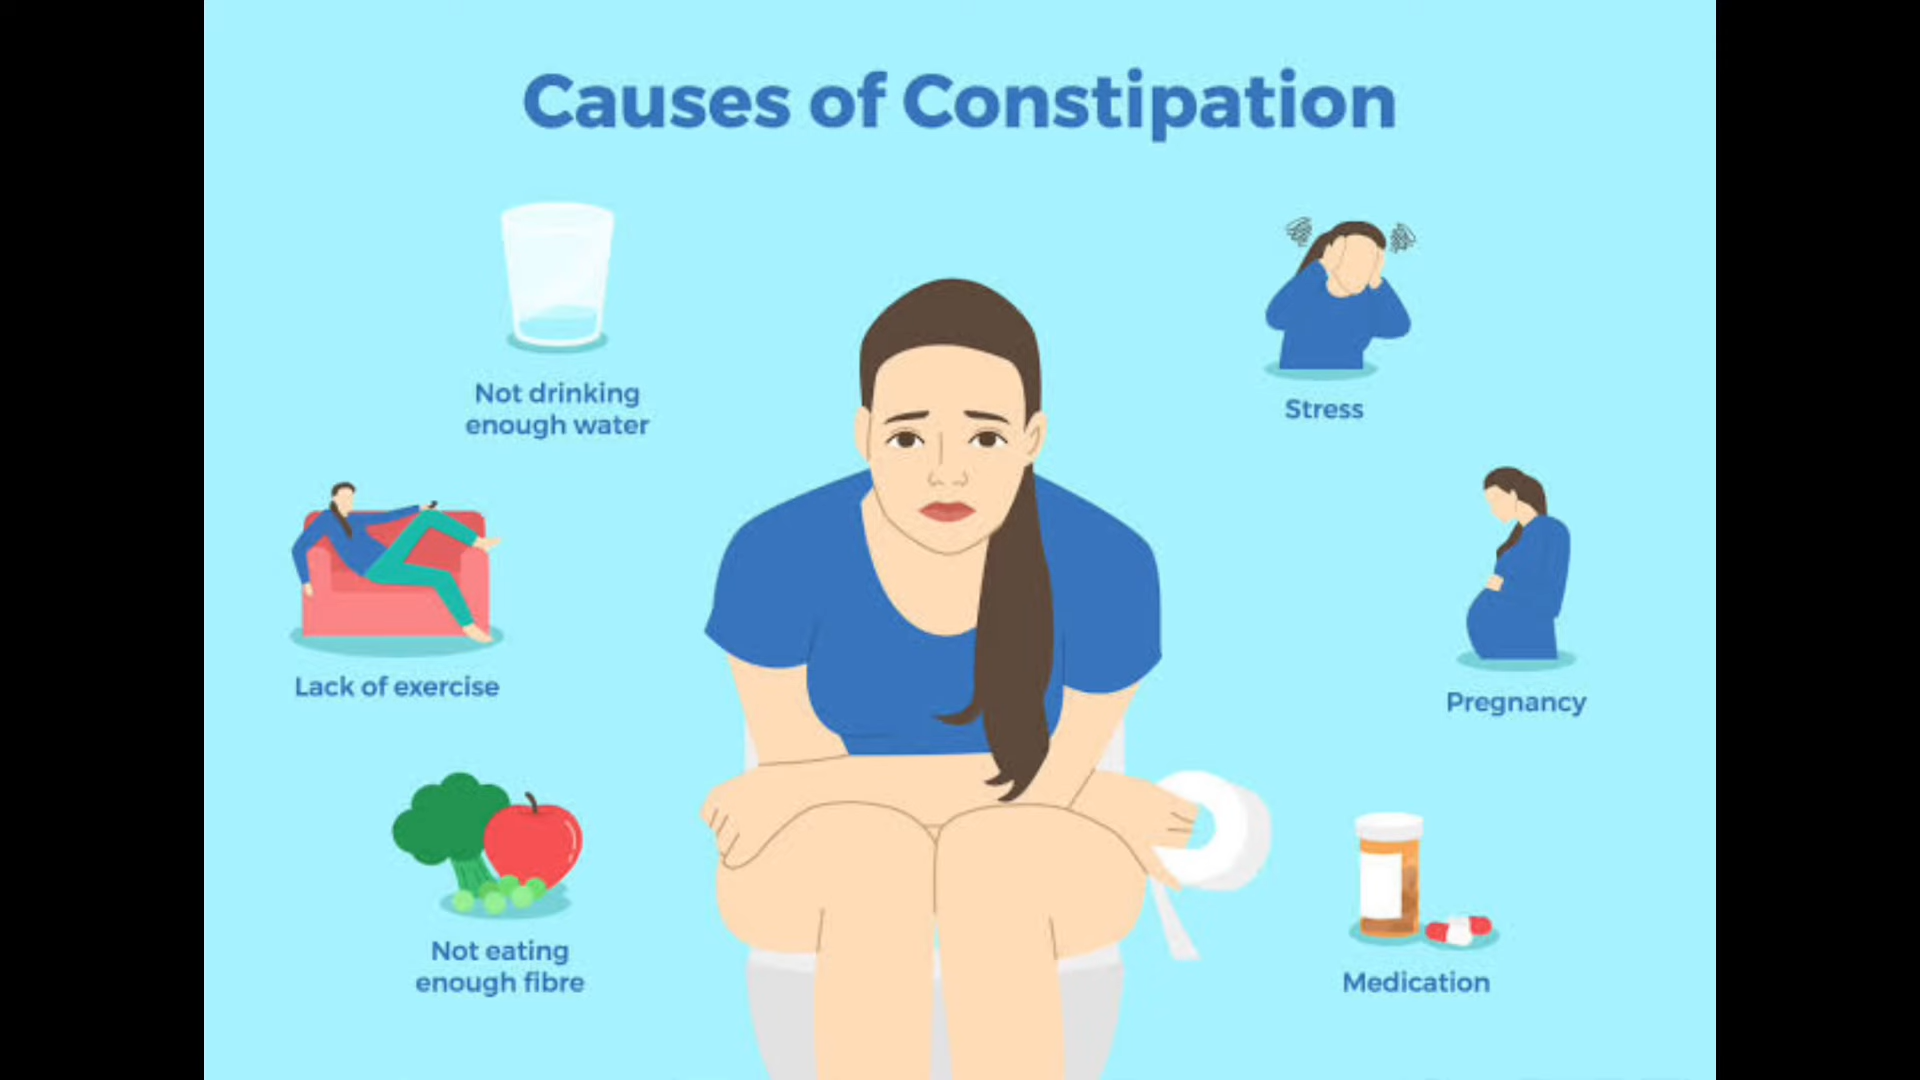 Causes of Constipation
Not drinking
enough water
Stress
Lack of exercise
Pregnancy
Not eating
enough fibre
Medication